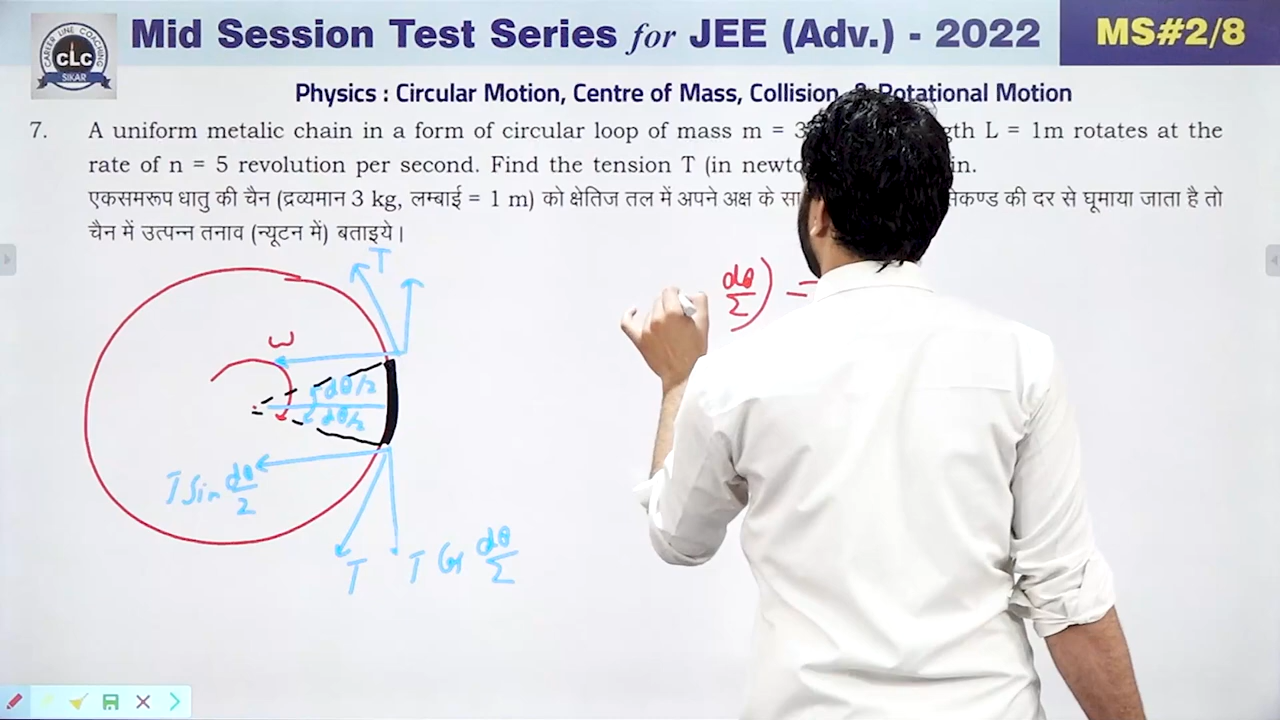 Mid Session Test Series for JEE (Adv.) - 2022
MS#2/8
CAREER LINE COACHING
CLC
SIKAR
Physics : Circular Motion, Centre of Mass, Collision, Rotational Motion
7. A uniform metalic chain in a form of circular loop of mass m = 3 L = 1m rotates at the
rate of n = 5 revolution per second. Find the tension T (in
एकसमरूप धातु की चैन (द्रव्यमान 3 kg, लम्बाई = 1 m) को क्षैतिज तल में अपने अक्ष के की दर से घूमाया जाता है तो
चैन में उत्पन्न तनाव (न्यूटन में) बताइये।
T
ω
dθ/2
dθ/2
T sin dθ/2
T
T cos dθ/2
dθ/2) =